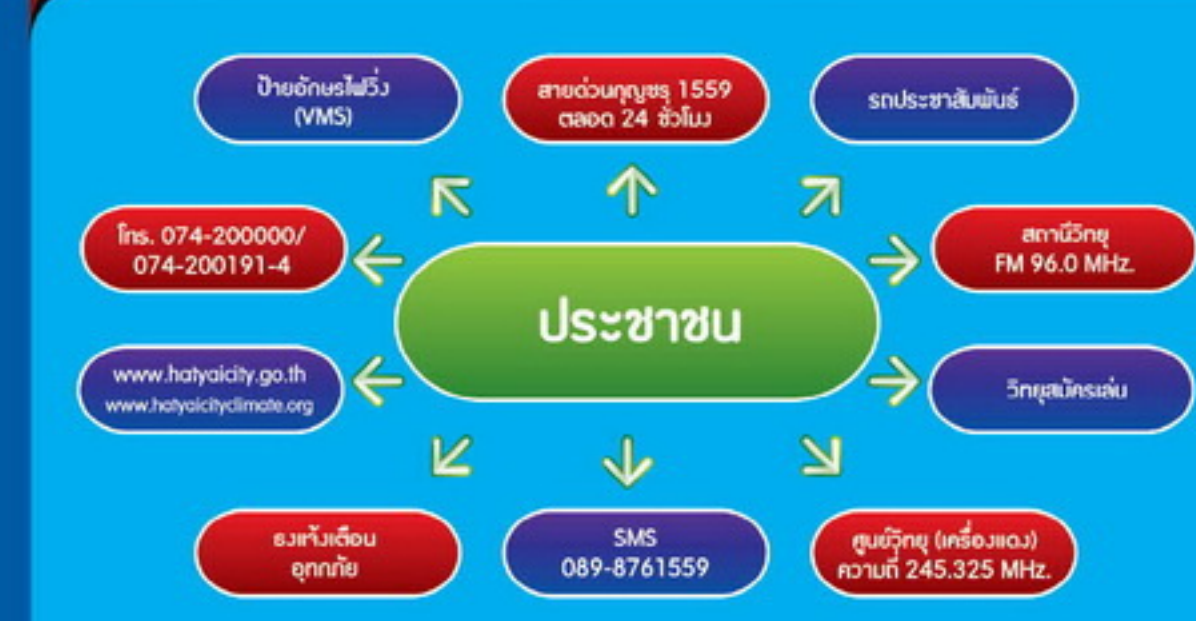 ป้ายอักษรไฟวิ่ง
(VMS)
สายด่วนกุญชรฺ 1559
ตลอด 24 ชั่วโมง
รถประชาสัมพันธ์
โทร. 074-200000/
074-200191-4
สถานีวิทยุ
FM 96.0 MHz.
ประชาชน
www.hatyaicity.go.th
www.hatyaicityclimate.org
วิทยุสมัครเล่น
ธงแจ้งเตือน
อุทกภัย
SMS
089-8761559
ศูนย์วิทยุ (เครื่องแดง)
ความถี่ 245.325 MHz.